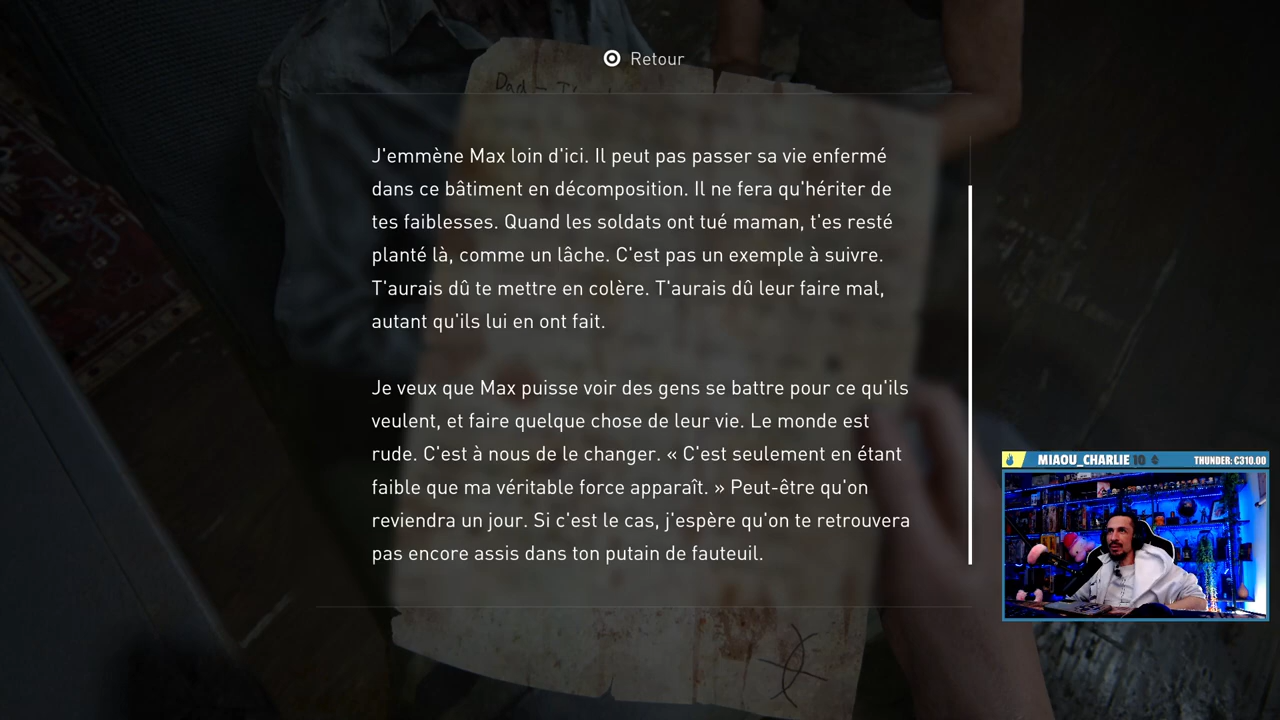 Retour
Dad –
J'emmène Max loin d'ici. Il peut pas passer sa vie enfermé
dans ce bâtiment en décomposition. Il ne fera qu'hériter de
tes faiblesses. Quand les soldats ont tué maman, t'es resté
planté là, comme un lâche. C'est pas un exemple à suivre.
T'aurais dû te mettre en colère. T'aurais dû leur faire mal,
autant qu'ils lui en ont fait.
Je veux que Max puisse voir des gens se battre pour ce qu'ils
veulent, et faire quelque chose de leur vie. Le monde est
rude. C'est à nous de le changer. « C'est seulement en étant
faible que ma véritable force apparaît. » Peut-être qu'on
reviendra un jour. Si c'est le cas, j'espère qu'on te retrouvera
pas encore assis dans ton putain de fauteuil.
MIAOU_CHARLIE 10 THUNDER: €310.00